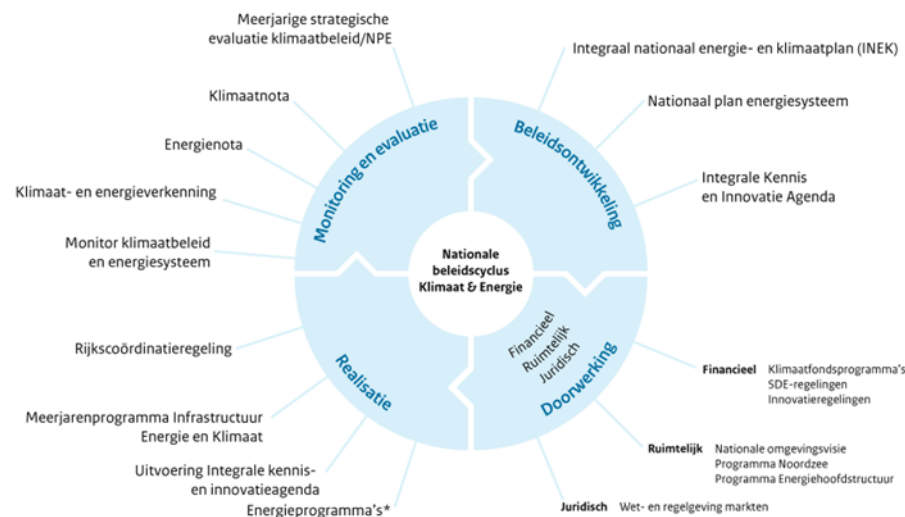 Meerjarige strategische
evaluatie klimaatbeleid/NPE
Klimaatnota
Energienota
Klimaat- en energieverkenning
Monitor klimaatbeleid
en energiesysteem
Monitoring en evaluatie
Integraal nationaal energie- en klimaatplan (INEK)
Nationaal plan energiesysteem
Integrale Kennis
en Innovatie Agenda
Beleidsontwikkeling
Nationale
beleidscyclus
Klimaat & Energie
Financieel
Ruimtelijk
Juridisch
Doorwerking
Financieel Klimaatfondsprogramma's
SDE-regelingen
Innovatieregelingen
Ruimtelijk Nationale omgevingsvisie
Programma Noordzee
Programma Energiehoofdstructuur
Juridisch Wet- en regelgeving markten
Realisatie
Rijkscoördinatieregeling
Meerjarenprogramma Infrastructuur
Energie en Klimaat
Uitvoering Integrale kennis-
en innovatieagenda
Energieprogramma's*